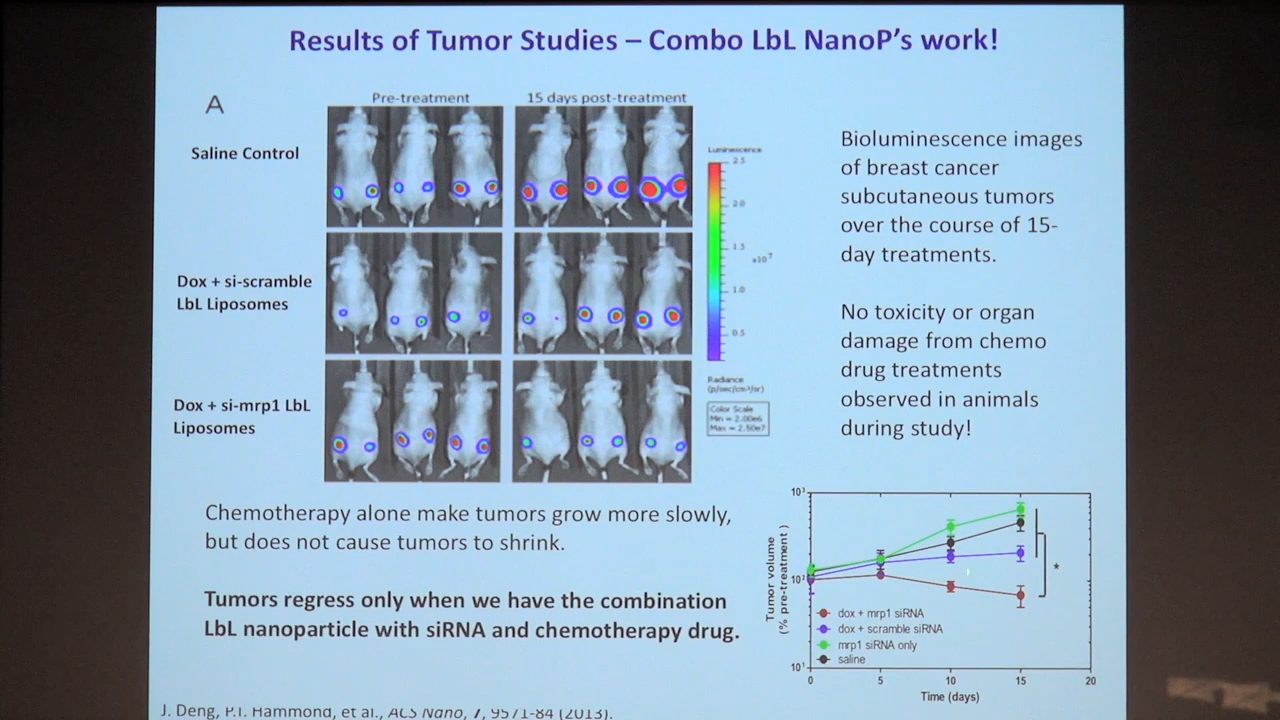 Results of Tumor Studies – Combo LbL NanoP's work!
A
Pre-treatment
15 days post-treatment
Saline Control
Dox + si-scramble
LbL Liposomes
Dox + si-mrp1 LbL
Liposomes
Luminescence
2.5
2.0
1.5
x10⁷
1.0
0.5
Radiance
(p/sec/cm²/sr)
Color Scale
Min = 2.00e6
Max = 2.50e7
Bioluminescence images
of breast cancer
subcutaneous tumors
over the course of 15-
day treatments.
No toxicity or organ
damage from chemo
drug treatments
observed in animals
during study!
Chemotherapy alone make tumors grow more slowly,
but does not cause tumors to shrink.
Tumors regress only when we have the combination
LbL nanoparticle with siRNA and chemotherapy drug.
Tumor volume
(% pre-treatment )
10³
10²
10¹
*
dox + mrp1 siRNA
dox + scramble siRNA
mrp1 siRNA only
saline
0 5 10 15 20
Time (days)
J. Deng, P.T. Hammond, et al., ACS Nano, 7, 9571-84 (2013).